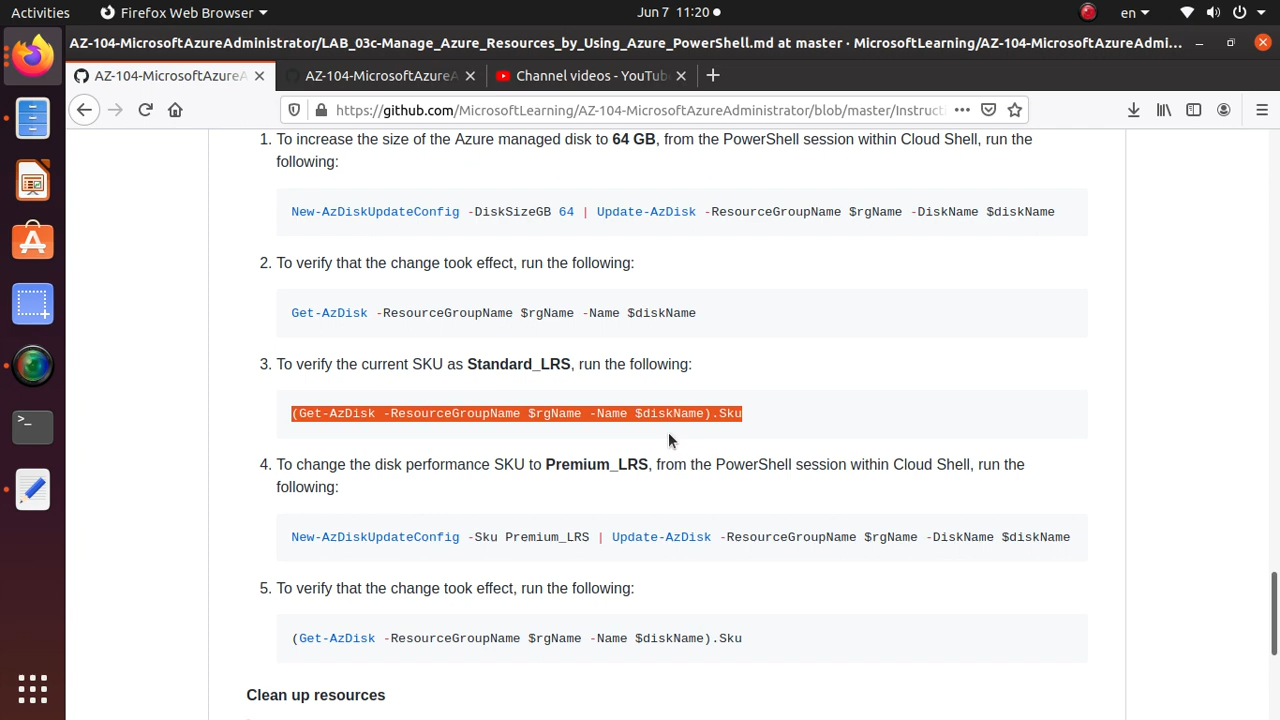 Activities
Firefox Web Browser
Jun 7 11:20
en
AZ-104-MicrosoftAzureAdministrator/LAB_03c-Manage_Azure_Resources_by_Using_Azure_PowerShell.md at master · MicrosoftLearning/AZ-104-MicrosoftAzureAdmi...
AZ-104-MicrosoftAzureA
AZ-104-MicrosoftAzureA
Channel videos - YouTub
https://github.com/MicrosoftLearning/AZ-104-MicrosoftAzureAdministrator/blob/master/Instructi
1. To increase the size of the Azure managed disk to 64 GB, from the PowerShell session within Cloud Shell, run the
following:
New-AzDiskUpdateConfig -DiskSizeGB 64 | Update-AzDisk -ResourceGroupName $rgName -DiskName $diskName
2. To verify that the change took effect, run the following:
Get-AzDisk -ResourceGroupName $rgName -Name $diskName
3. To verify the current SKU as Standard_LRS, run the following:
(Get-AzDisk -ResourceGroupName $rgName -Name $diskName).Sku
4. To change the disk performance SKU to Premium_LRS, from the PowerShell session within Cloud Shell, run the
following:
New-AzDiskUpdateConfig -Sku Premium_LRS | Update-AzDisk -ResourceGroupName $rgName -DiskName $diskName
5. To verify that the change took effect, run the following:
(Get-AzDisk -ResourceGroupName $rgName -Name $diskName).Sku
Clean up resources